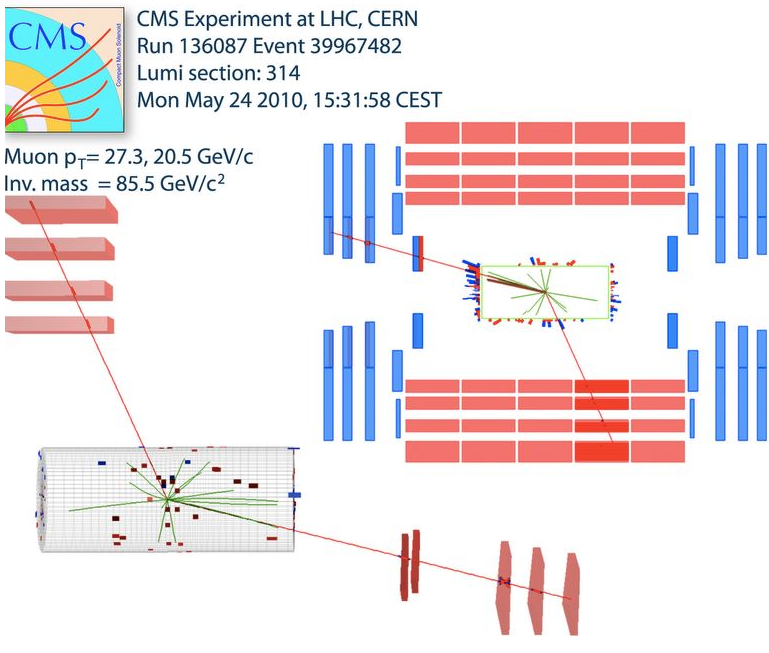 CMS
Compact Muon Solenoid
CMS Experiment at LHC, CERN
Run 136087 Event 39967482
Lumi section: 314
Mon May 24 2010, 15:31:58 CEST
Muon pT= 27.3, 20.5 GeV/c
Inv. mass = 85.5 GeV/c²